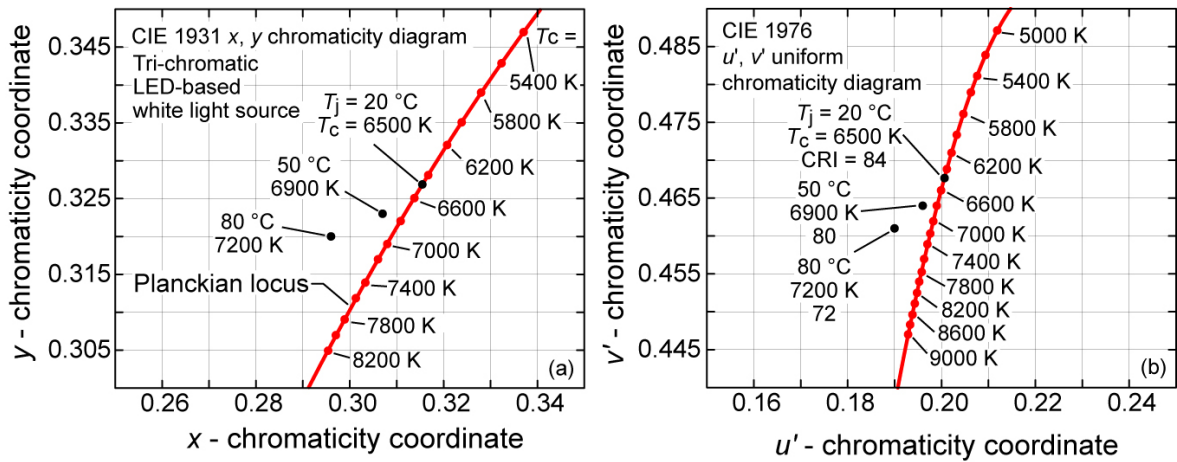 CIE 1931 x, y chromaticity diagram
Tri-chromatic
LED-based
white light source
Tc =
5400 K
5800 K
6200 K
6600 K
7000 K
7400 K
7800 K
8200 K
Tj = 20 °C
Tc = 6500 K
50 °C
6900 K
80 °C
7200 K
Planckian locus
(a)
0.345
0.335
0.325
0.315
0.305
y - chromaticity coordinate
0.26
0.28
0.30
0.32
0.34
x - chromaticity coordinate
CIE 1976
u', v' uniform
chromaticity diagram
Tj = 20 °C
Tc = 6500 K
CRI = 84
50 °C
6900 K
80
80 °C
7200 K
72
5000 K
5400 K
5800 K
6200 K
6600 K
7000 K
7400 K
7800 K
8200 K
8600 K
9000 K
(b)
0.485
0.475
0.465
0.455
0.445
v' - chromaticity coordinate
0.16
0.18
0.20
0.22
0.24
u' - chromaticity coordinate